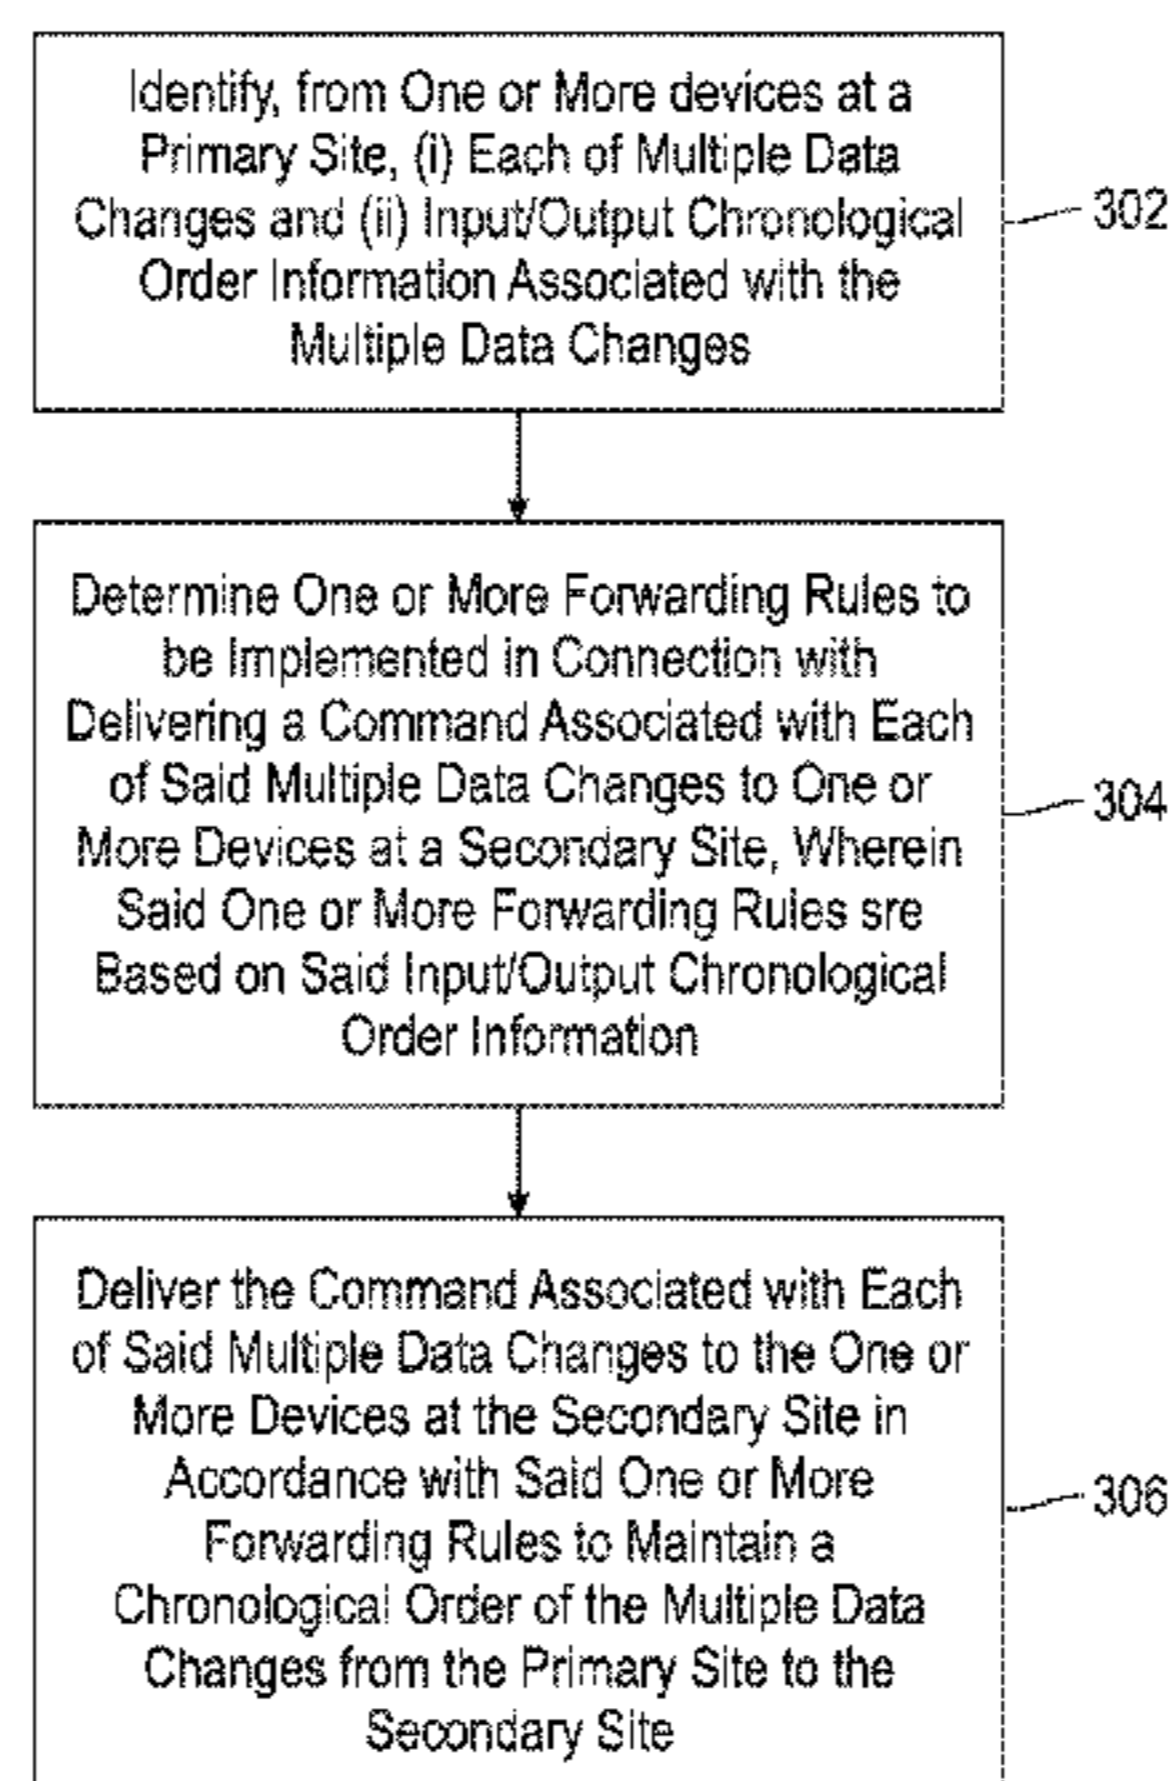 Identify, from One or More devices at a
Primary Site, (i) Each of Multiple Data
Changes and (ii) Input/Output Chronological
Order Information Associated with the
Multiple Data Changes
302
Determine One or More Forwarding Rules to
be Implemented in Connection with
Delivering a Command Associated with Each
of Said Multiple Data Changes to One or
More Devices at a Secondary Site, Wherein
Said One or More Forwarding Rules sre
Based on Said Input/Output Chronological
Order Information
304
Deliver the Command Associated with Each
of Said Multiple Data Changes to the One or
More Devices at the Secondary Site in
Accordance with Said One or More
Forwarding Rules to Maintain a
Chronological Order of the Multiple Data
Changes from the Primary Site to the
Secondary Site
306